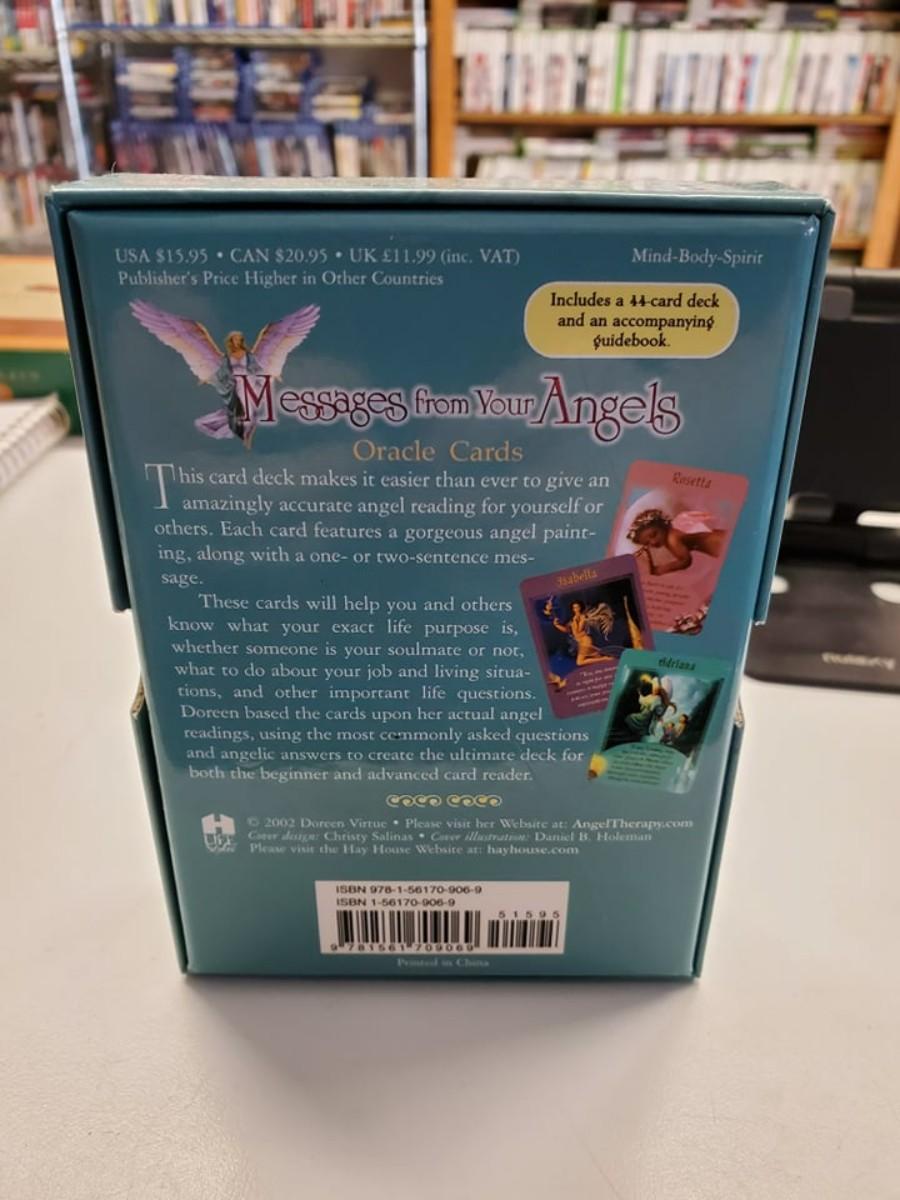 USA $15.95 • CAN $20.95 • UK £11.99 (inc. VAT)
Mind-Body-Spirit
Publisher's Price Higher in Other Countries
Includes a 44-card deck
and an accompanying
guidebook.
Messages from Your Angels
Oracle Cards
This card deck makes it easier than ever to give an
amazingly accurate angel reading for yourself or
others. Each card features a gorgeous angel paint-
ing, along with a one- or two-sentence mes-
sage.
Rosetta
Isabella
Adriana
These cards will help you and others
know what your exact life purpose is,
whether someone is your soulmate or not,
what to do about your job and living situa-
tions, and other important life questions.
Doreen based the cards upon her actual angel
readings, using the most commonly asked questions
and angelic answers to create the ultimate deck for
both the beginner and advanced card reader.
© 2002 Doreen Virtue • Please visit her Website at: AngelTherapy.com
Cover design: Christy Salinas • Cover illustration: Daniel B. Holeman
Please visit the Hay House Website at: hayhouse.com
ISBN 978-1-56170-906-9
ISBN 1-56170-906-9
51595
9 781561 709069
Printed in China